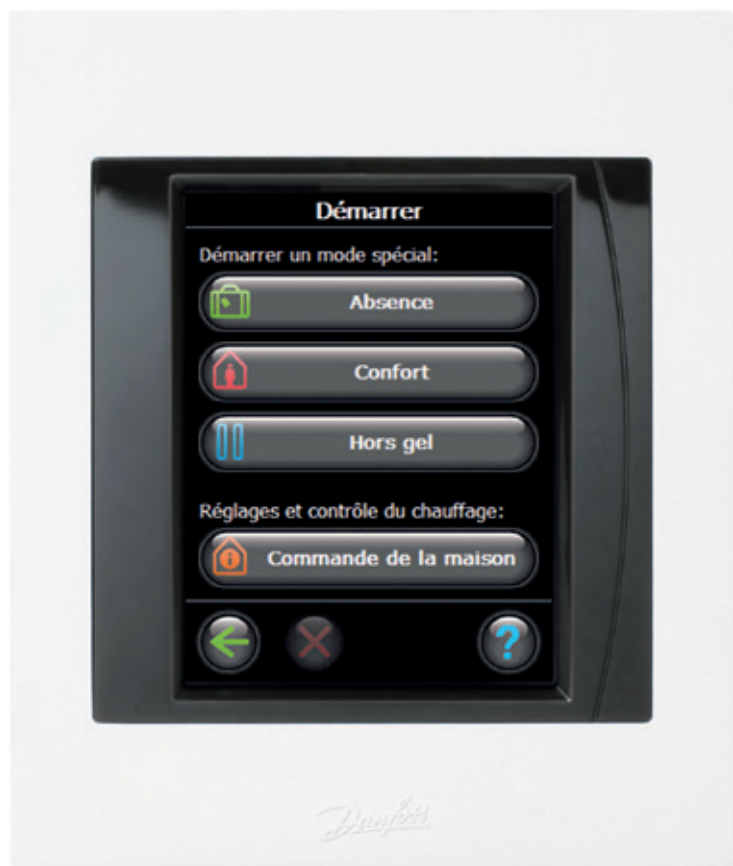 Démarrer
Démarrer un mode spécial:
Absence
Confort
Hors gel
Réglages et contrôle du chauffage:
Commande de la maison
?
Danfoss